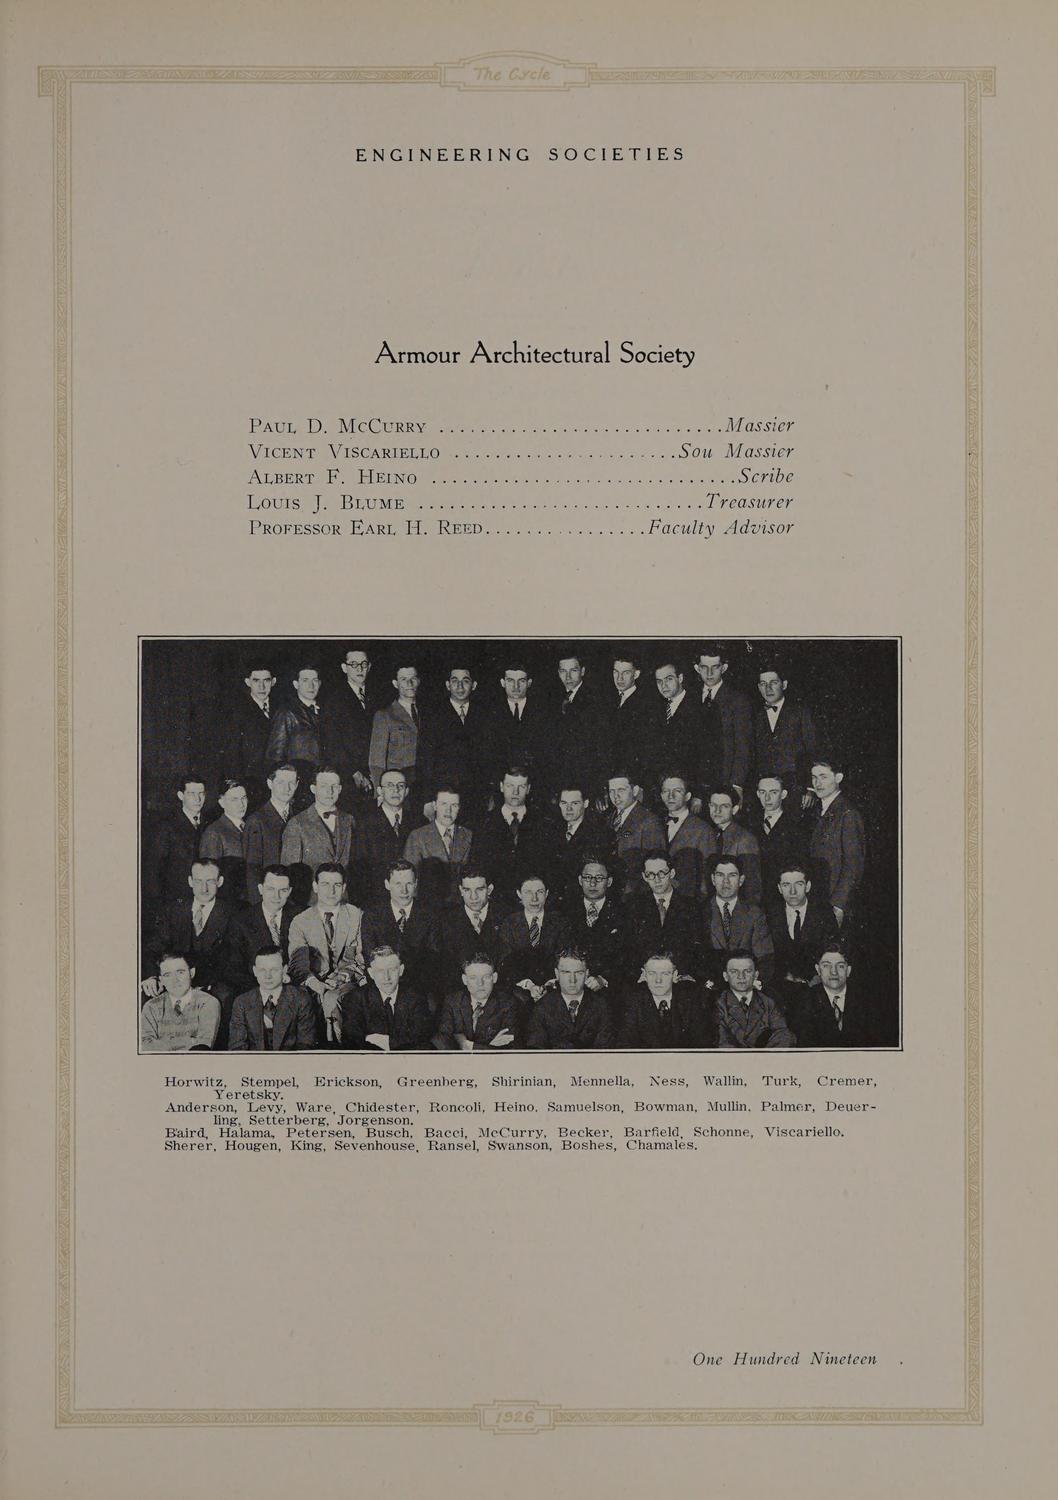 The Cycle
ENGINEERING SOCIETIES
Armour Architectural Society
PAUL D. MCCURRY ............................Massier
VICENT VISCARIELLO .......................Sou Massier
ALBERT F. HEINO ..............................Scribe
LOUIS J. BLUME ............................Treasurer
PROFESSOR EARL H. REED................Faculty Advisor
Horwitz, Stempel, Erickson, Greenberg, Shirinian, Mennella, Ness, Wallin, Turk, Cremer,
Yeretsky.
Anderson, Levy, Ware, Chidester, Roncoli, Heino, Samuelson, Bowman, Mullin, Palmer, Deuer-
ling, Setterberg, Jorgenson.
Baird, Halama, Petersen, Busch, Bacci, McCurry, Becker, Barfield, Schonne, Viscariello.
Sherer, Hougen, King, Sevenhouse, Ransel, Swanson, Boshes, Chamales.
One Hundred Nineteen
1926